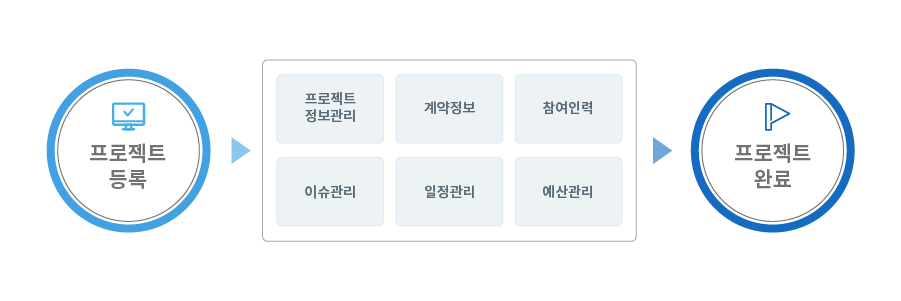 프로젝트
등록
프로젝트
정보관리
계약정보
참여인력
이슈관리
일정관리
예산관리
프로젝트
완료